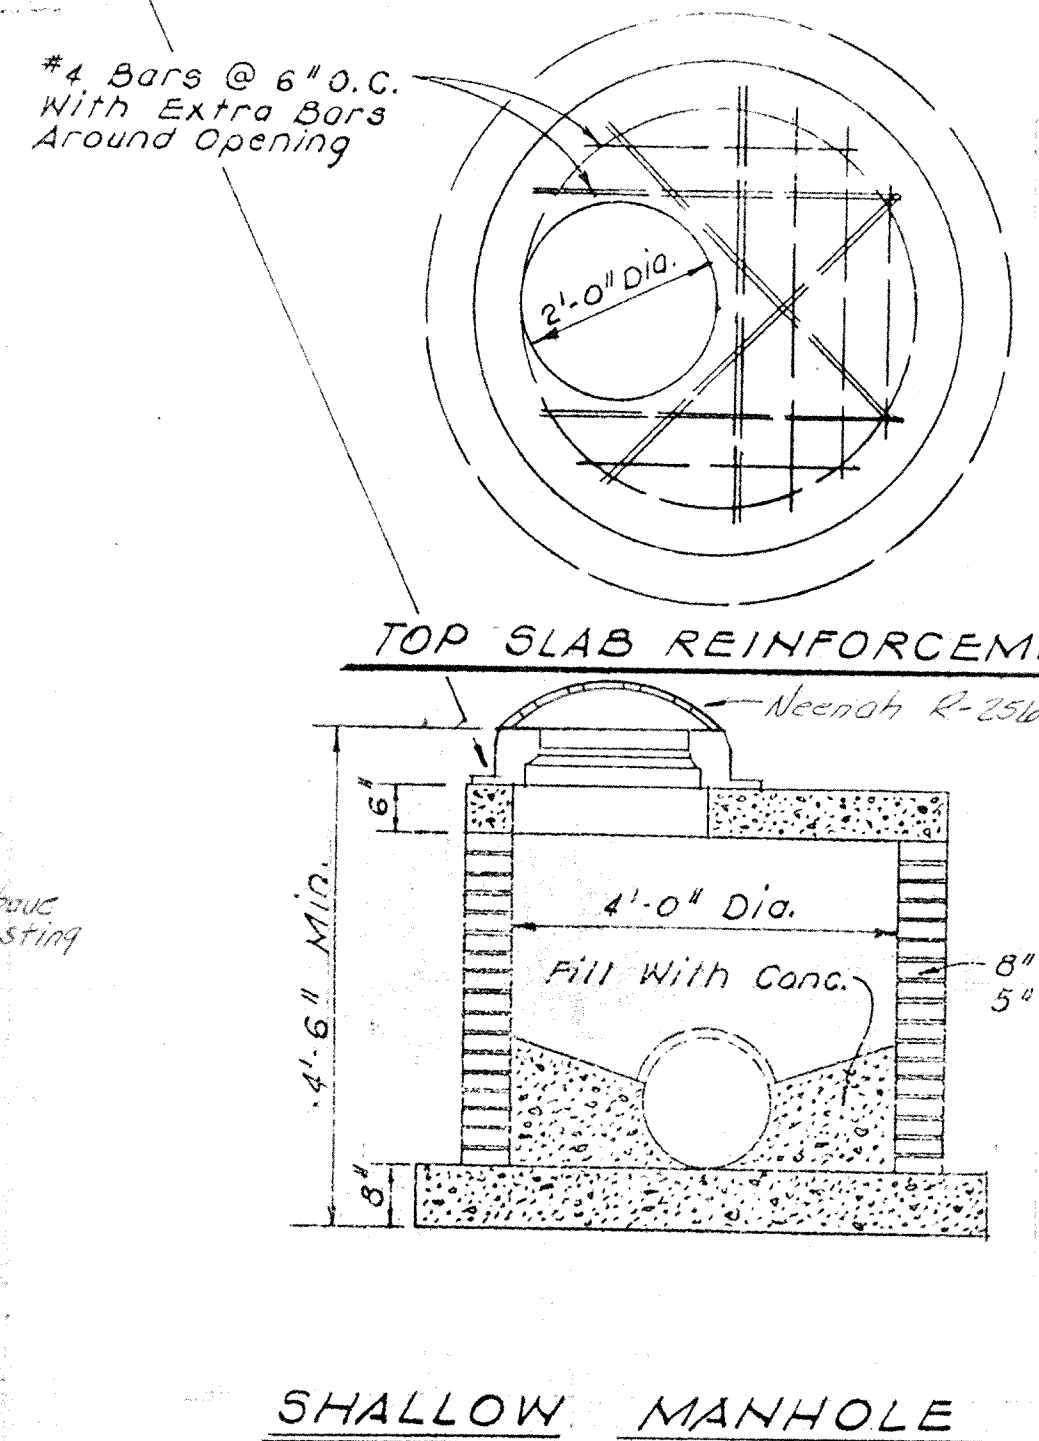 #4 Bars @ 6" O.C.
With Extra Bars
Around Opening
2'-0" Dia.
TOP SLAB REINFORCEM
Neenah R-256
6"
4'-6" Min.
4'-0" Dia.
sting
Fill With Conc.
8"
5"
8"
SHALLOW MANHOLE